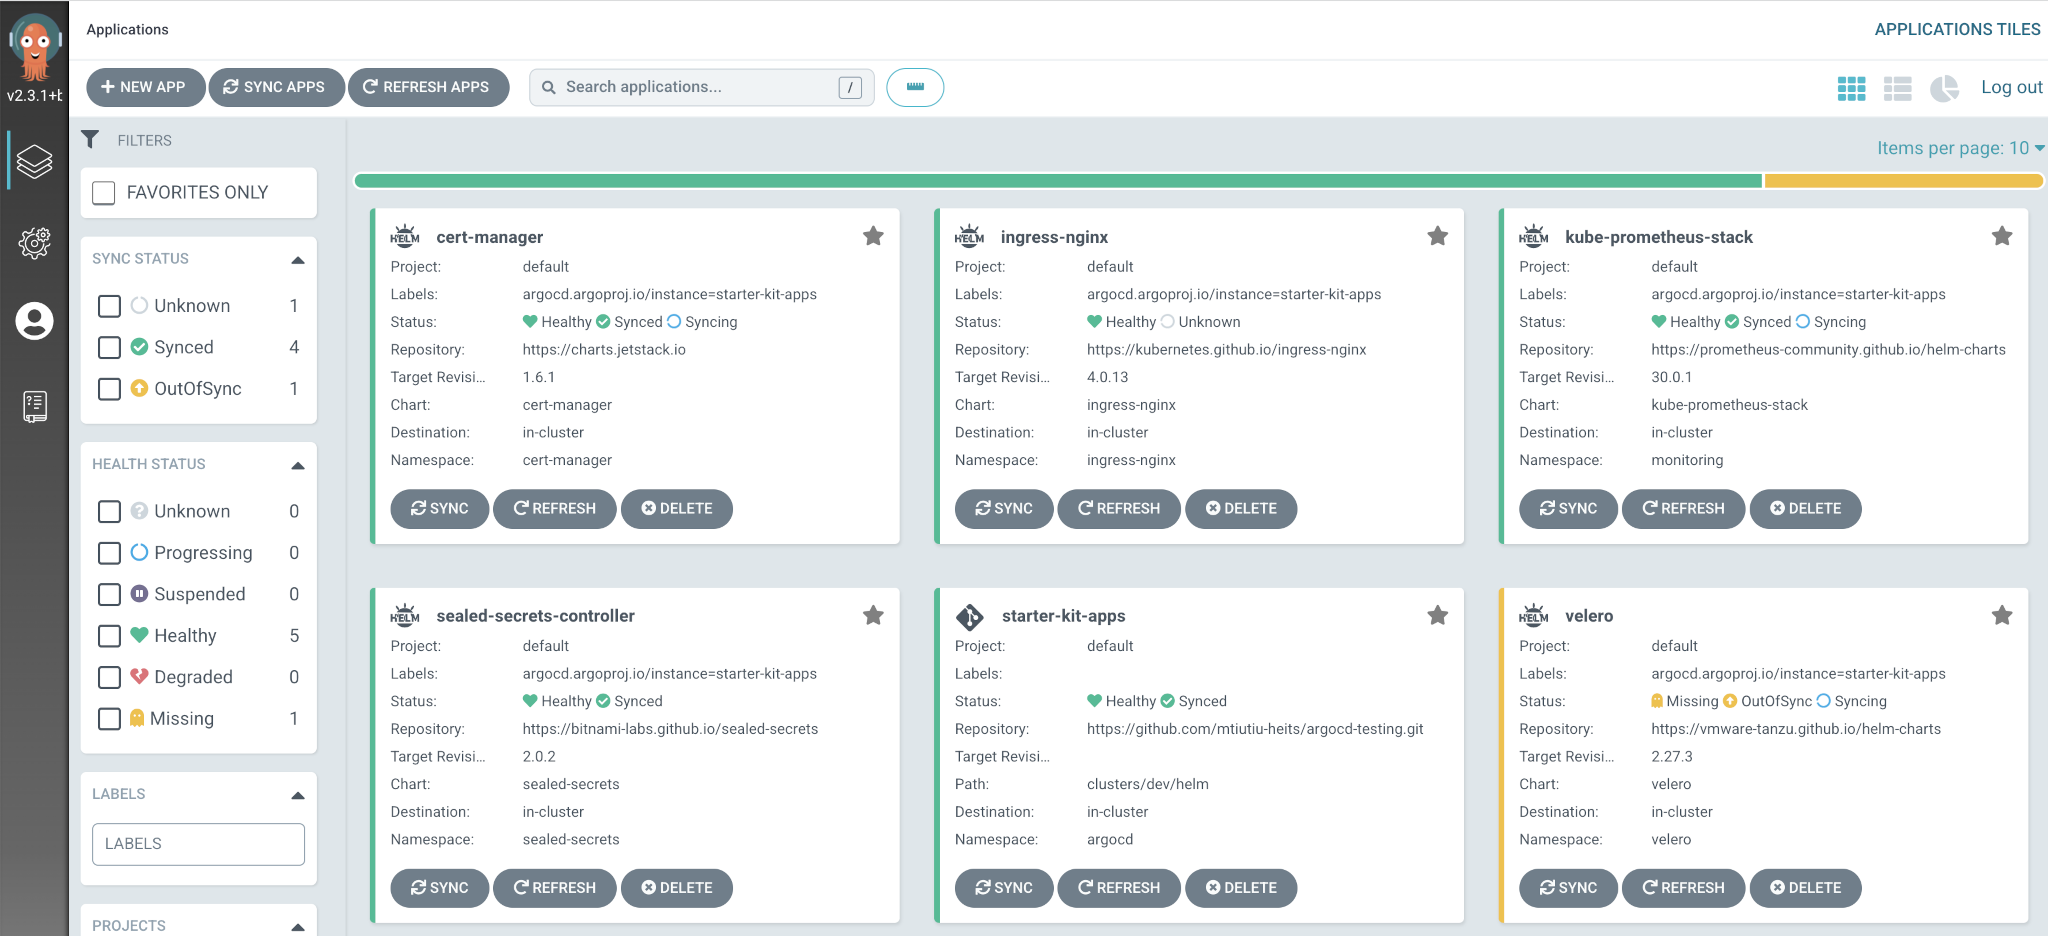 Applications
APPLICATIONS TILES
v2.3.1+b
NEW APP
SYNC APPS
REFRESH APPS
Search applications...
/
Log out
FILTERS
Items per page: 10
FAVORITES ONLY
SYNC STATUS
Unknown 1
Synced 4
OutOfSync 1
HEALTH STATUS
Unknown 0
Progressing 0
Suspended 0
Healthy 5
Degraded 0
Missing 1
LABELS
LABELS
PROJECTS
HELM cert-manager
Project: default
Labels: argocd.argoproj.io/instance=starter-kit-apps
Status: Healthy Synced Syncing
Repository: https://charts.jetstack.io
Target Revisi... 1.6.1
Chart: cert-manager
Destination: in-cluster
Namespace: cert-manager
SYNC REFRESH DELETE
HELM ingress-nginx
Project: default
Labels: argocd.argoproj.io/instance=starter-kit-apps
Status: Healthy Unknown
Repository: https://kubernetes.github.io/ingress-nginx
Target Revisi... 4.0.13
Chart: ingress-nginx
Destination: in-cluster
Namespace: ingress-nginx
SYNC REFRESH DELETE
HELM kube-prometheus-stack
Project: default
Labels: argocd.argoproj.io/instance=starter-kit-apps
Status: Healthy Synced Syncing
Repository: https://prometheus-community.github.io/helm-charts
Target Revisi... 30.0.1
Chart: kube-prometheus-stack
Destination: in-cluster
Namespace: monitoring
SYNC REFRESH DELETE
HELM sealed-secrets-controller
Project: default
Labels: argocd.argoproj.io/instance=starter-kit-apps
Status: Healthy Synced
Repository: https://bitnami-labs.github.io/sealed-secrets
Target Revisi... 2.0.2
Chart: sealed-secrets
Destination: in-cluster
Namespace: sealed-secrets
SYNC REFRESH DELETE
starter-kit-apps
Project: default
Labels:
Status: Healthy Synced
Repository: https://github.com/mtiutiu-heits/argocd-testing.git
Target Revisi...
Path: clusters/dev/helm
Destination: in-cluster
Namespace: argocd
SYNC REFRESH DELETE
HELM velero
Project: default
Labels: argocd.argoproj.io/instance=starter-kit-apps
Status: Missing OutOfSync Syncing
Repository: https://vmware-tanzu.github.io/helm-charts
Target Revisi... 2.27.3
Chart: velero
Destination: in-cluster
Namespace: velero
SYNC REFRESH DELETE